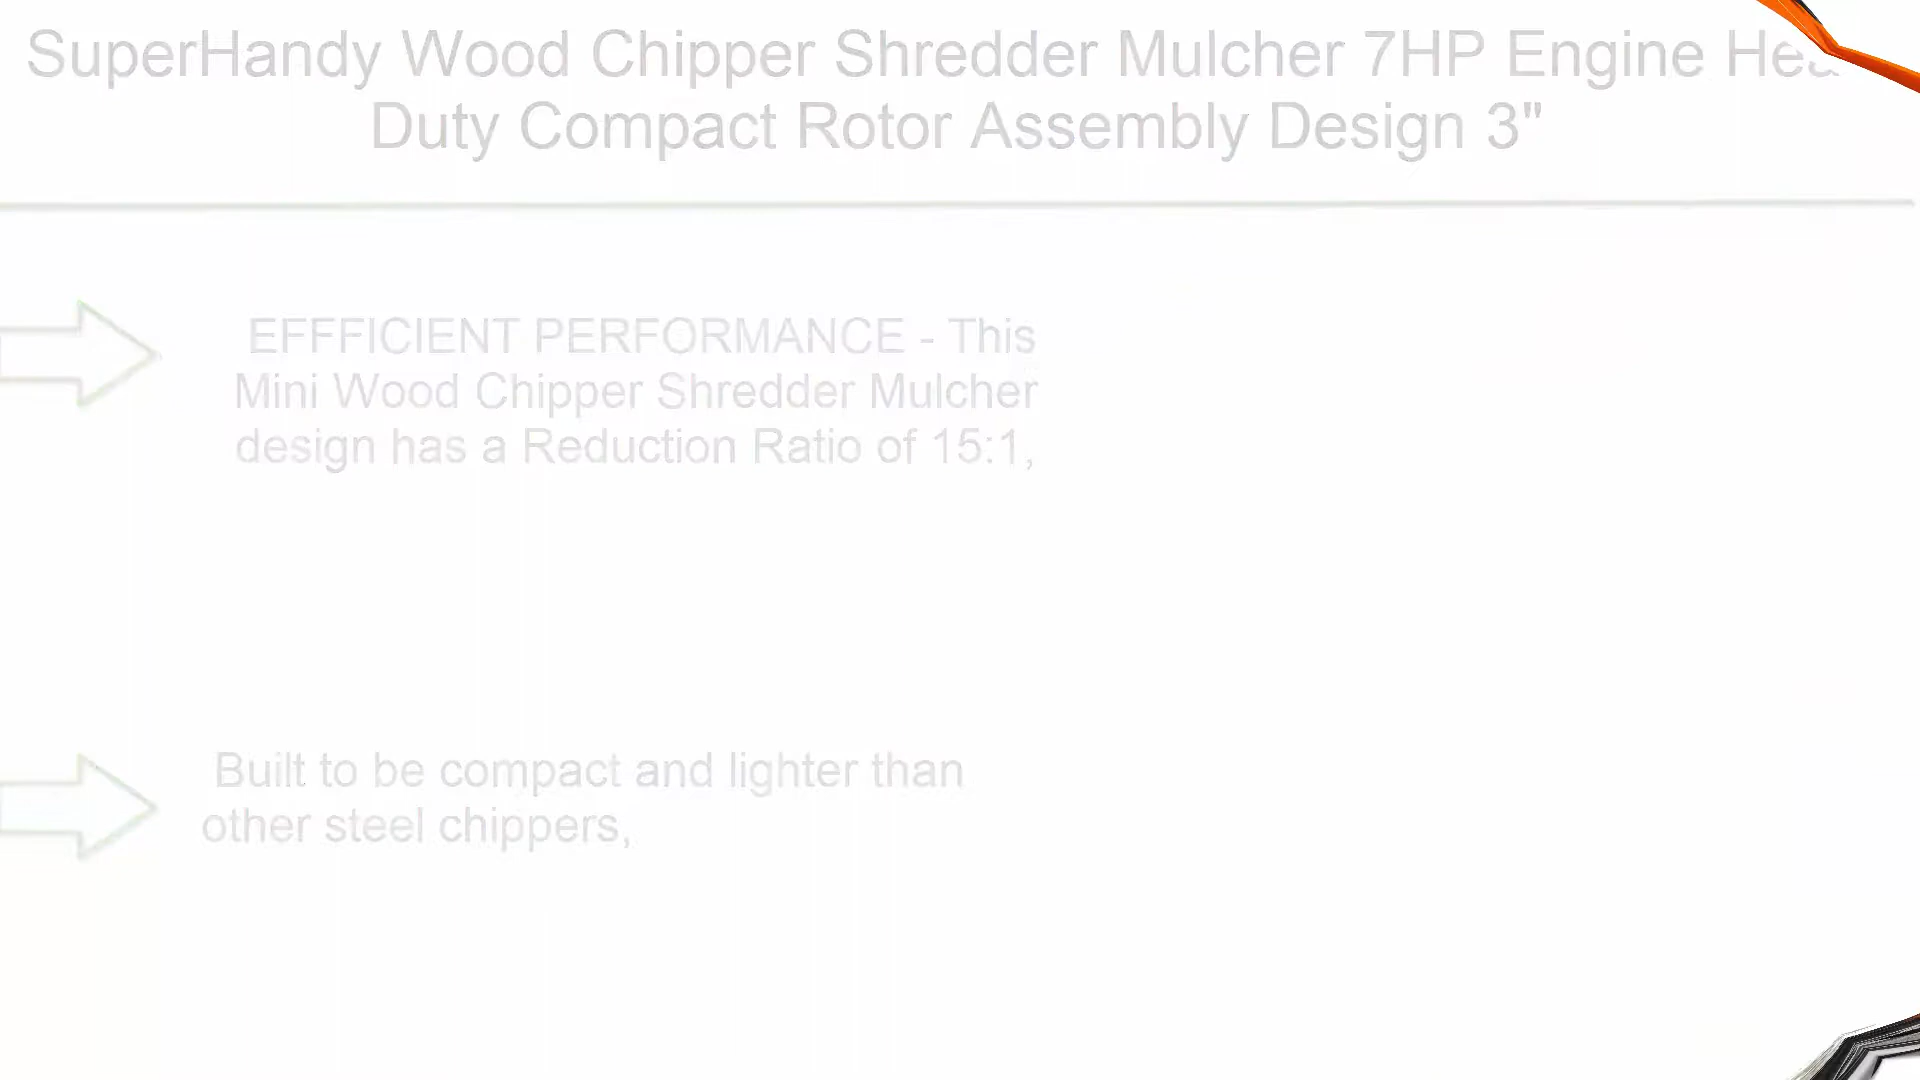 SuperHandy Wood Chipper Shredder Mulcher 7HP Engine
Duty Compact Rotor Assembly Design 3"
EFFFICIENT PERFORMANCE - This
Mini Wood Chipper Shredder Mulcher
design has a Reduction Ratio of 15:1,
Built to be compact and lighter than
other steel chippers,